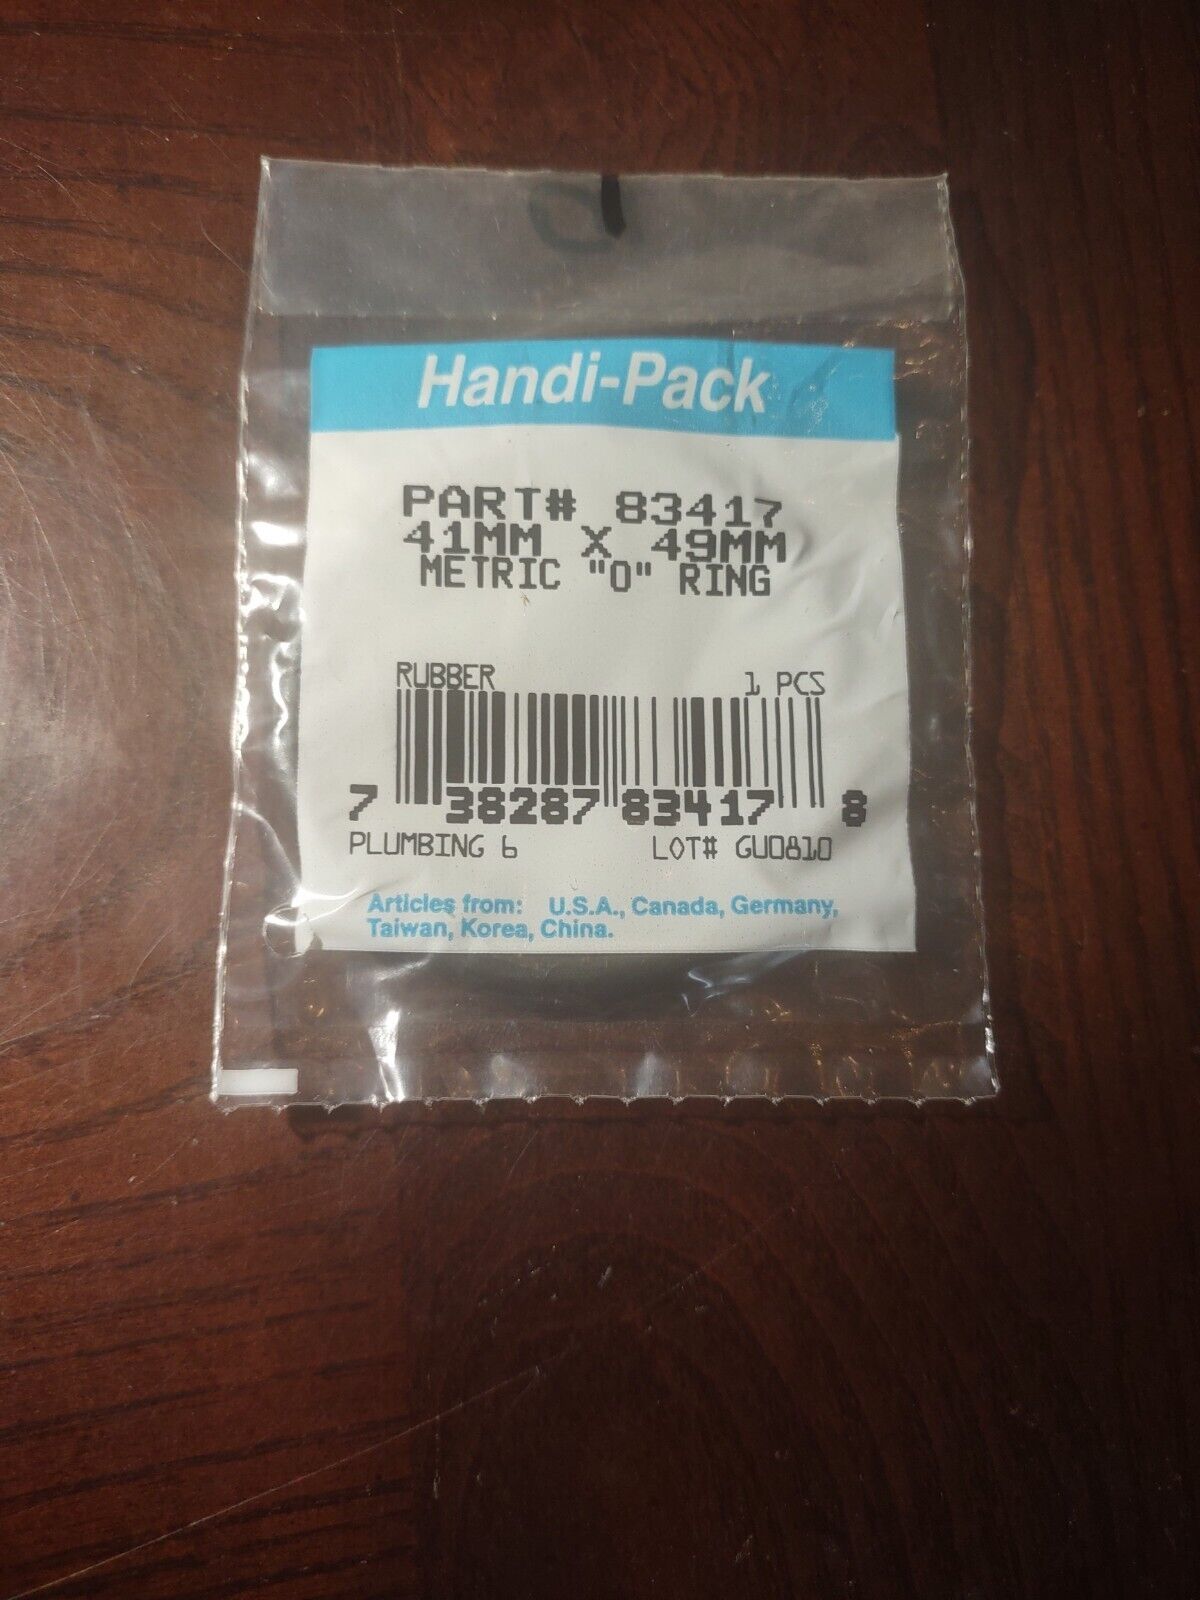 Handi-Pack
PART# 83417
41MM X 49MM
METRIC "O" RING
RUBBER 1 PCS
7 38287 83417 8
PLUMBING 6 LOT# GU0810
Articles from: U.S.A., Canada, Germany,
Taiwan, Korea, China.